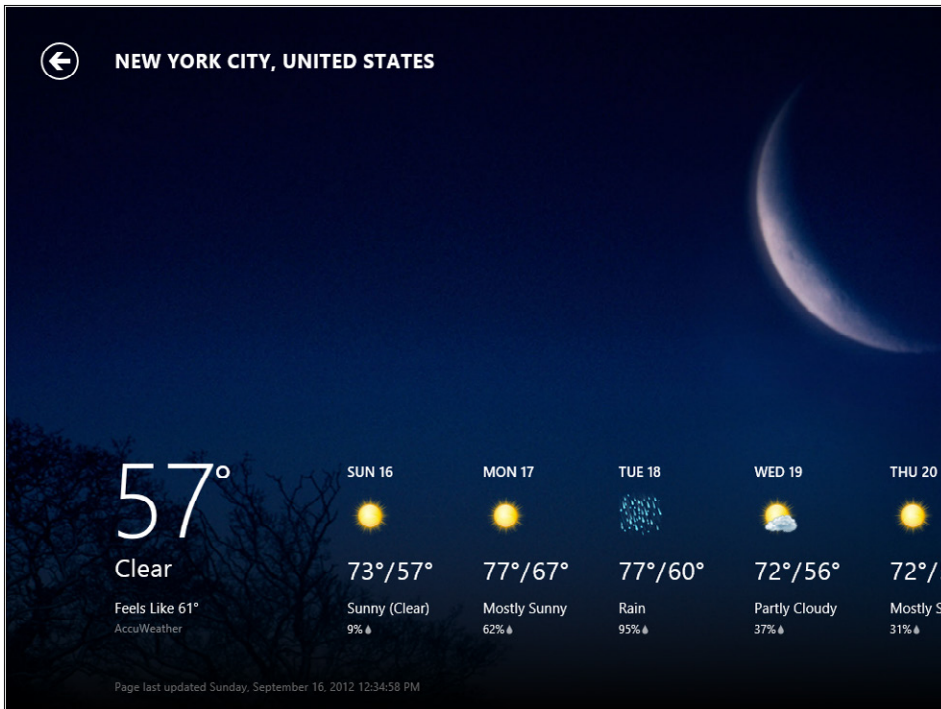 NEW YORK CITY, UNITED STATES
57°
Clear
Feels Like 61°
AccuWeather
SUN 16
73°/57°
Sunny (Clear)
9%
MON 17
77°/67°
Mostly Sunny
62%
TUE 18
77°/60°
Rain
95%
WED 19
72°/56°
Partly Cloudy
37%
THU 20
72°/
Mostly S
31%
Page last updated Sunday, September 16, 2012 12:34:58 PM